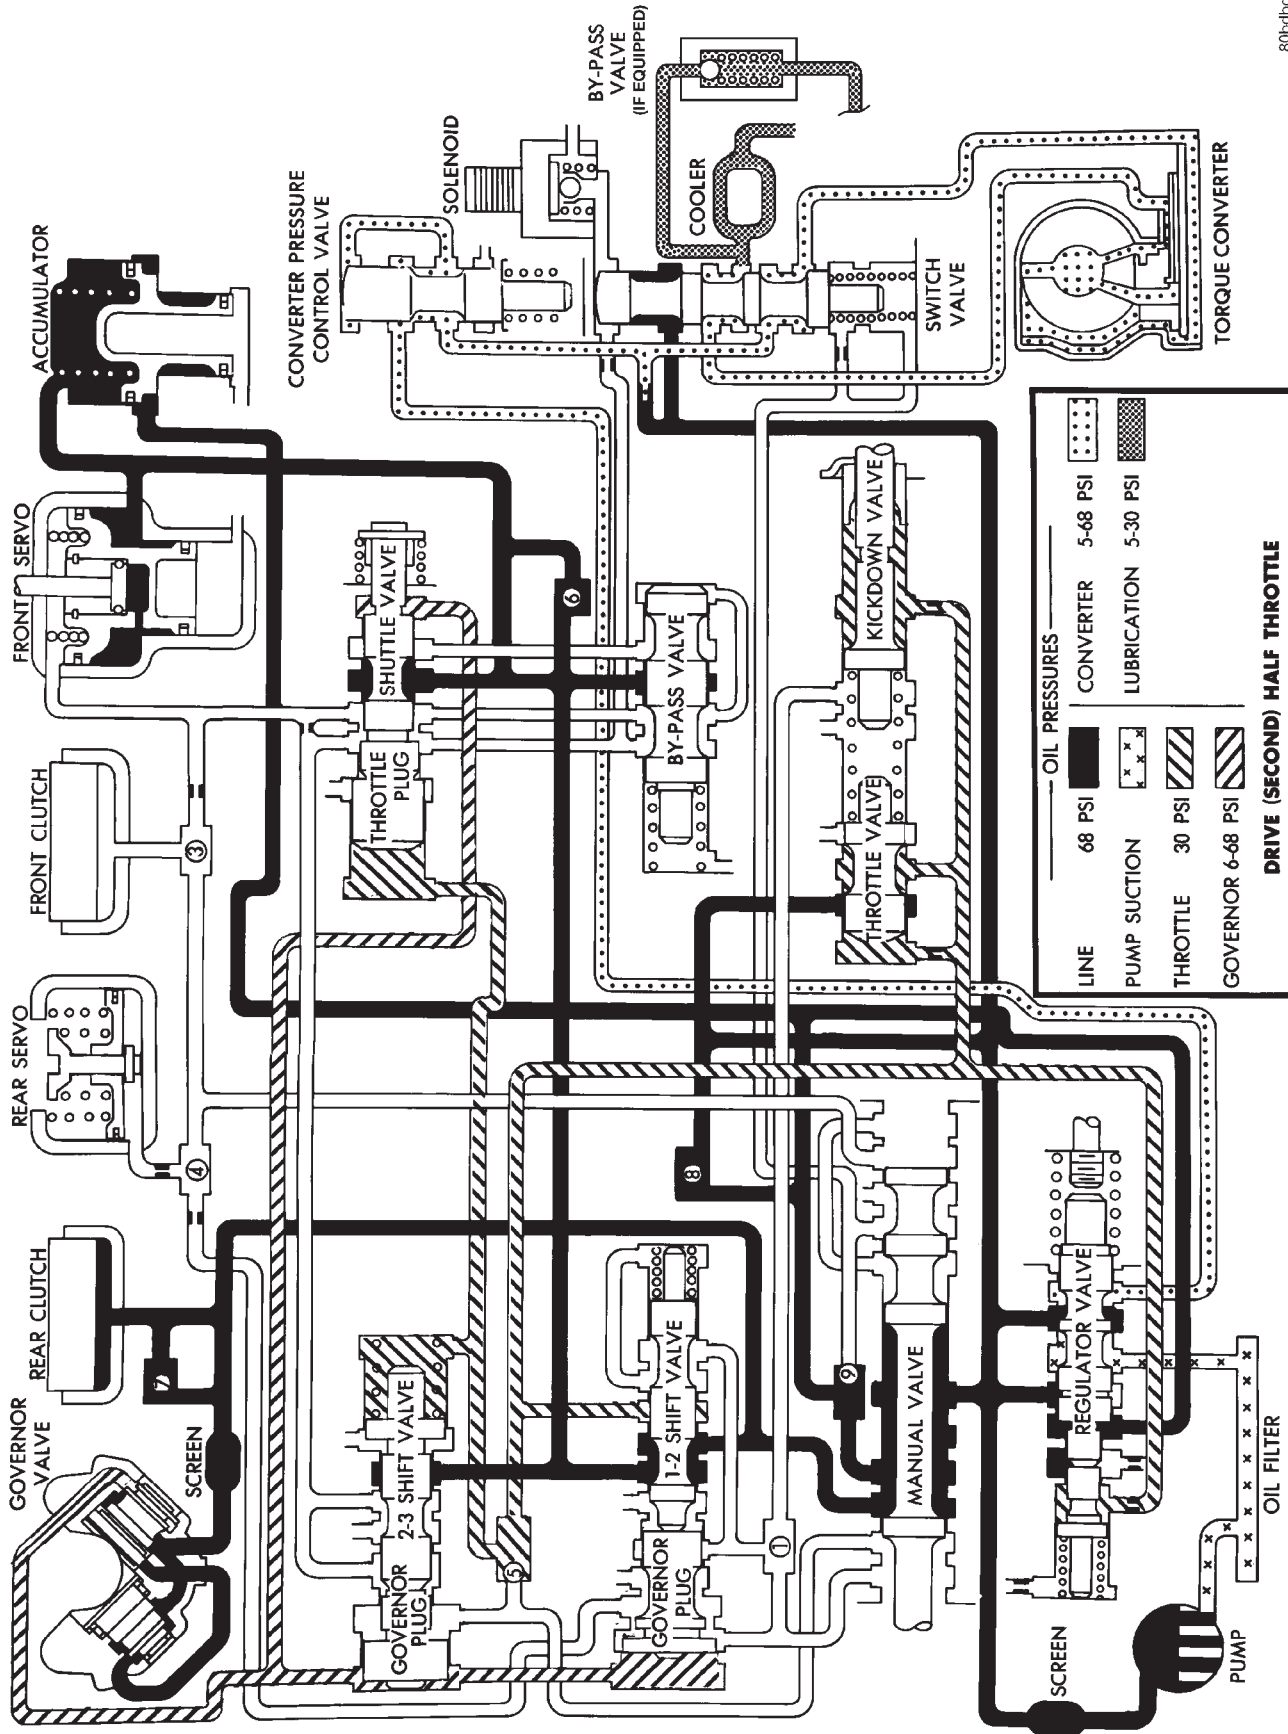 GOVERNOR
VALVE
REAR CLUTCH
REAR SERVO
FRONT CLUTCH
FRONT SERVO
ACCUMULATOR
SCREEN
7
4
3
CONVERTER PRESSURE
CONTROL VALVE
SOLENOID
BY-PASS
VALVE
(IF EQUIPPED)
GOVERNOR
PLUG
2-3 SHIFT VALVE
THROTTLE
PLUG
SHUTTLE VALVE
5
6
COOLER
GOVERNOR
PLUG
1-2 SHIFT VALVE
8
BY-PASS VALVE
1
9
THROTTLE VALVE
KICKDOWN VALVE
SWITCH
VALVE
MANUAL VALVE
SCREEN
REGULATOR VALVE
PUMP
OIL FILTER
TORQUE CONVERTER
OIL PRESSURES
LINE 68 PSI
CONVERTER 5-68 PSI
PUMP SUCTION
LUBRICATION 5-30 PSI
THROTTLE 30 PSI
GOVERNOR 6-68 PSI
DRIVE (SECOND) HALF THROTTLE